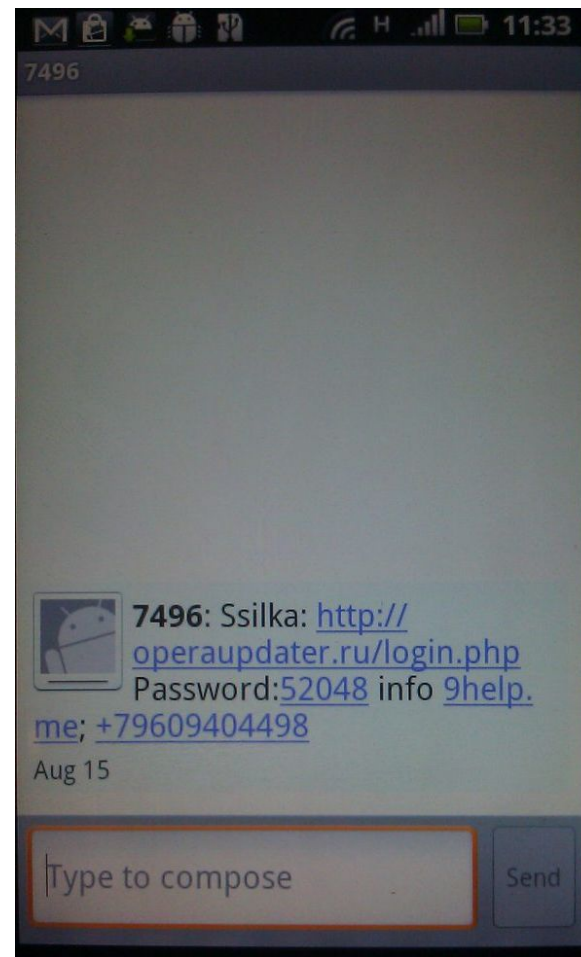 H 11:33
7496
7496: Ssilka: http://
operaupdater.ru/login.php
Password:52048 info 9help.
me; +79609404498
Aug 15
Type to compose
Send